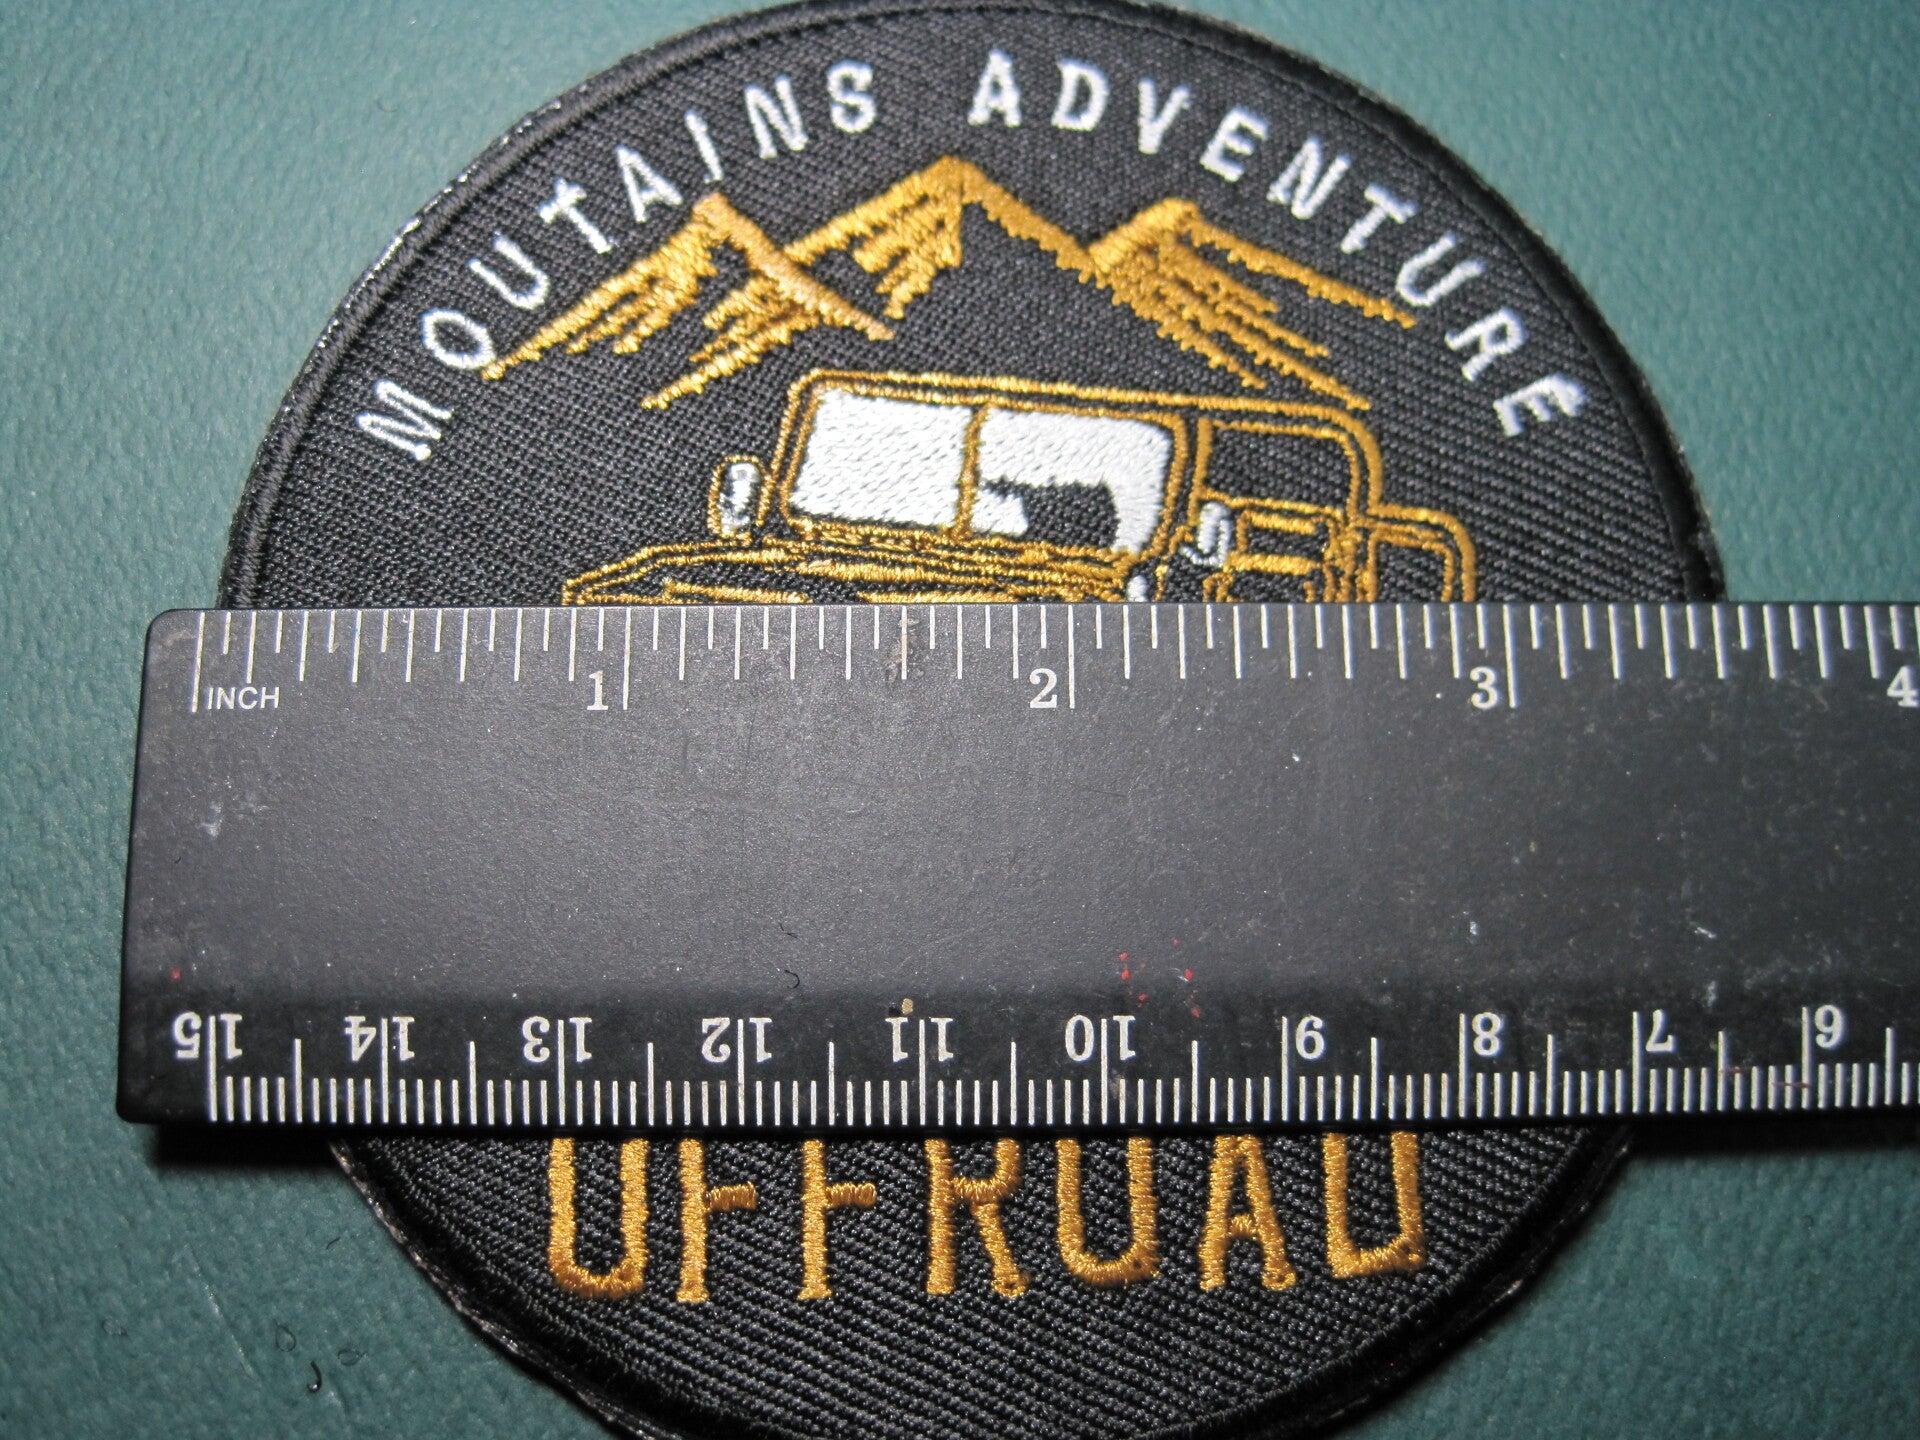 MOUTAINS ADVENTURE
INCH 1 2 3 4
15 14 13 12 11 10 9 8 7 6
OFFROAD